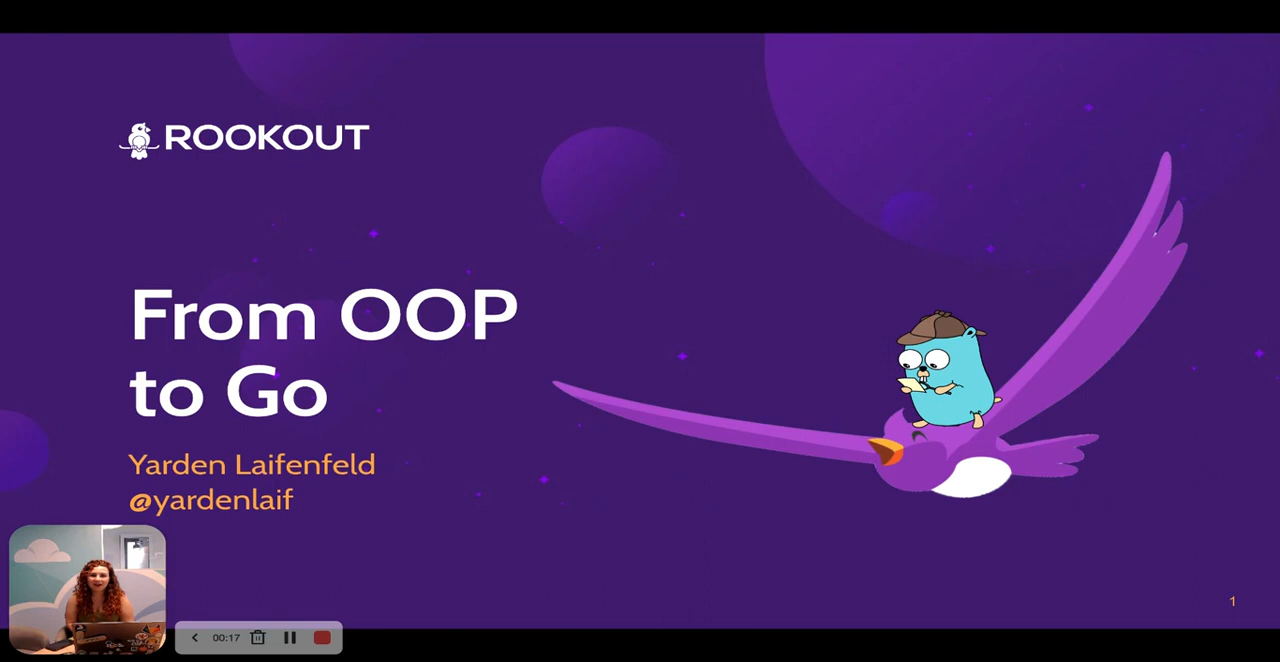 ROOKOUT
From OOP
to Go
Yarden Laifenfeld
@yardenlaif
1
00:17